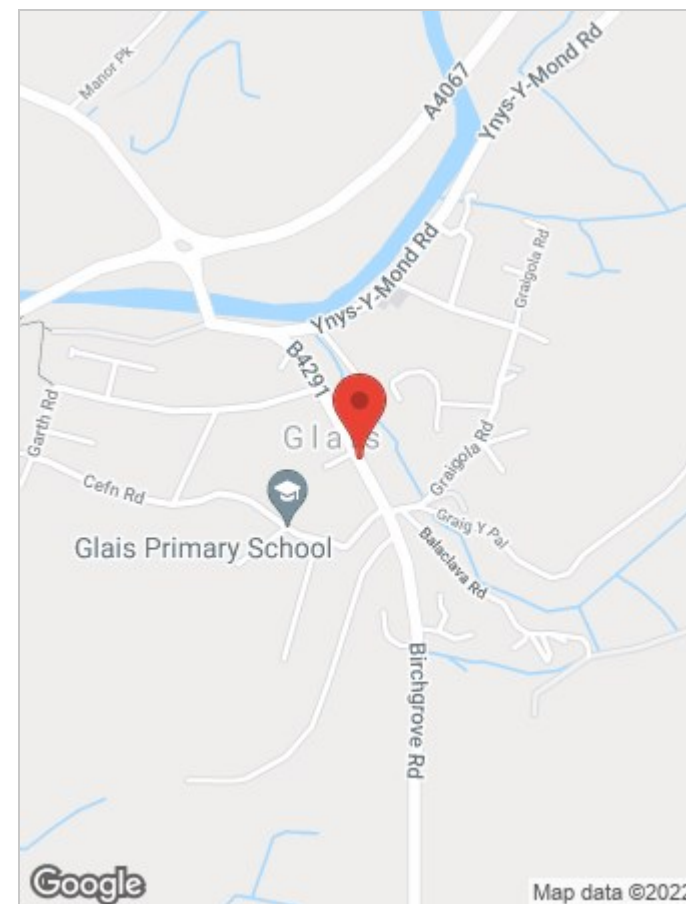 Manor Pk
A4067
Ynys-Y-Mond Rd
Graigola Rd
Ynys-Y-Mond Rd
B4291
Garth Rd
Glais
Graigola Rd
Cefn Rd
Graig Y Pal
Glais Primary School
Balaclava Rd
Birchgrove Rd
Google
Map data ©2022